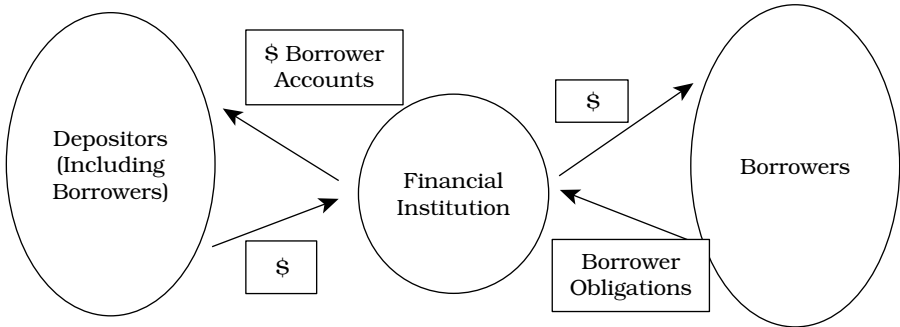 Depositors
(Including
Borrowers)
$ Borrower
Accounts
$
Financial
Institution
$
Borrower
Obligations
Borrowers